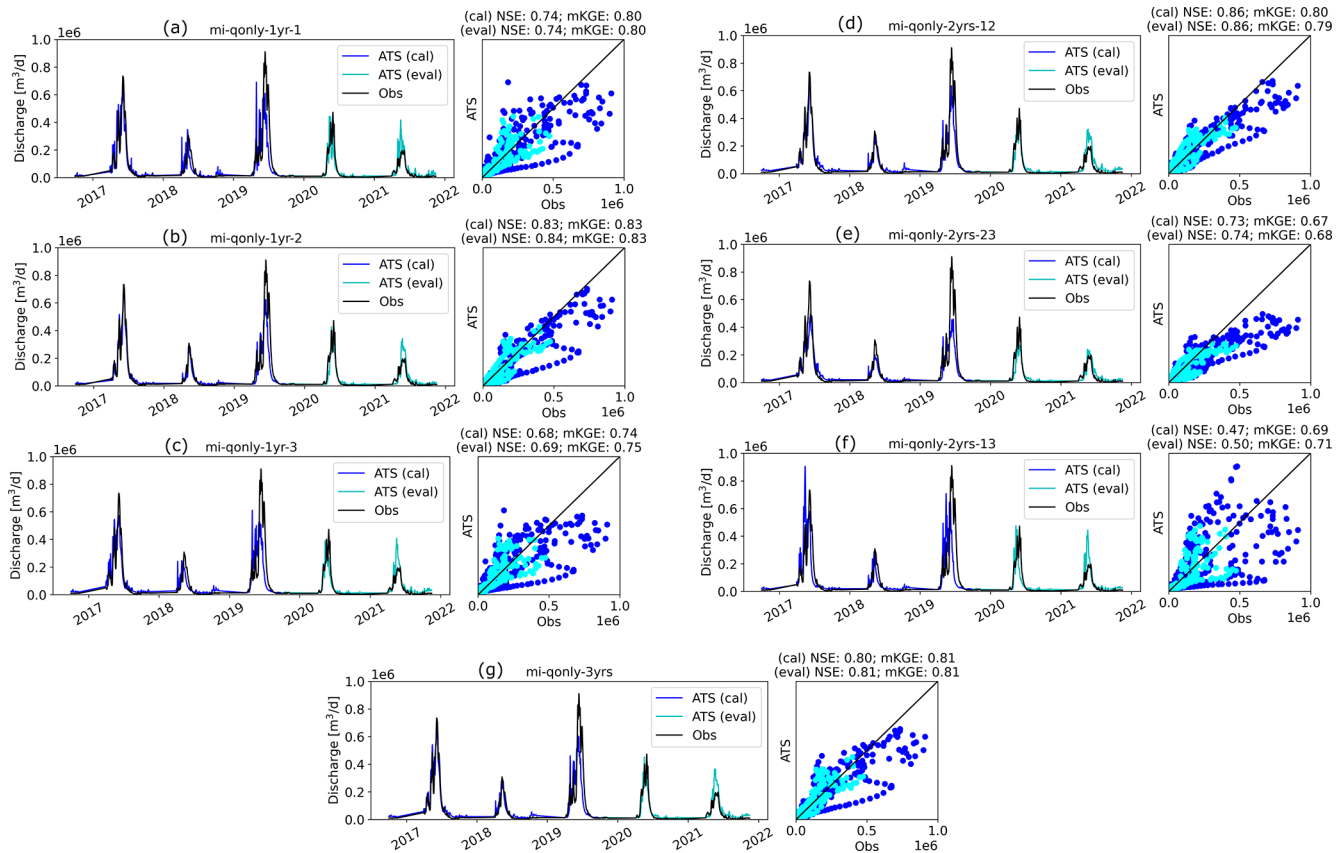 (a) mi-qonly-1yr-1
(cal) NSE: 0.74; mKGE: 0.80
(eval) NSE: 0.74; mKGE: 0.80
1e6
Discharge [m³/d]
1.0
0.8
0.6
0.4
0.2
0.0
ATS (cal)
ATS (eval)
Obs
2017
2018
2019
2020
2021
2022
ATS
0.0
0.5
1.0
Obs
1e6
(b) mi-qonly-1yr-2
(cal) NSE: 0.83; mKGE: 0.83
(eval) NSE: 0.84; mKGE: 0.83
1e6
Discharge [m³/d]
1.0
0.8
0.6
0.4
0.2
0.0
ATS (cal)
ATS (eval)
Obs
2017
2018
2019
2020
2021
2022
ATS
0.0
0.5
1.0
Obs
1e6
(c) mi-qonly-1yr-3
(cal) NSE: 0.68; mKGE: 0.74
(eval) NSE: 0.69; mKGE: 0.75
1e6
Discharge [m³/d]
1.0
0.8
0.6
0.4
0.2
0.0
ATS (cal)
ATS (eval)
Obs
2017
2018
2019
2020
2021
2022
ATS
0.0
0.5
1.0
Obs
1e6
(d) mi-qonly-2yrs-12
(cal) NSE: 0.86; mKGE: 0.80
(eval) NSE: 0.86; mKGE: 0.79
1e6
Discharge [m³/d]
1.0
0.8
0.6
0.4
0.2
0.0
ATS (cal)
ATS (eval)
Obs
2017
2018
2019
2020
2021
2022
ATS
0.0
0.5
1.0
Obs
1e6
(e) mi-qonly-2yrs-23
(cal) NSE: 0.73; mKGE: 0.67
(eval) NSE: 0.74; mKGE: 0.68
1e6
Discharge [m³/d]
1.0
0.8
0.6
0.4
0.2
0.0
ATS (cal)
ATS (eval)
Obs
2017
2018
2019
2020
2021
2022
ATS
0.0
0.5
1.0
Obs
1e6
(f) mi-qonly-2yrs-13
(cal) NSE: 0.47; mKGE: 0.69
(eval) NSE: 0.50; mKGE: 0.71
1e6
Discharge [m³/d]
1.0
0.8
0.6
0.4
0.2
0.0
ATS (cal)
ATS (eval)
Obs
2017
2018
2019
2020
2021
2022
ATS
0.0
0.5
1.0
Obs
1e6
(g) mi-qonly-3yrs
(cal) NSE: 0.80; mKGE: 0.81
(eval) NSE: 0.81; mKGE: 0.81
1e6
Discharge [m³/d]
1.0
0.8
0.6
0.4
0.2
0.0
ATS (cal)
ATS (eval)
Obs
2017
2018
2019
2020
2021
2022
ATS
0.0
0.5
1.0
Obs
1e6